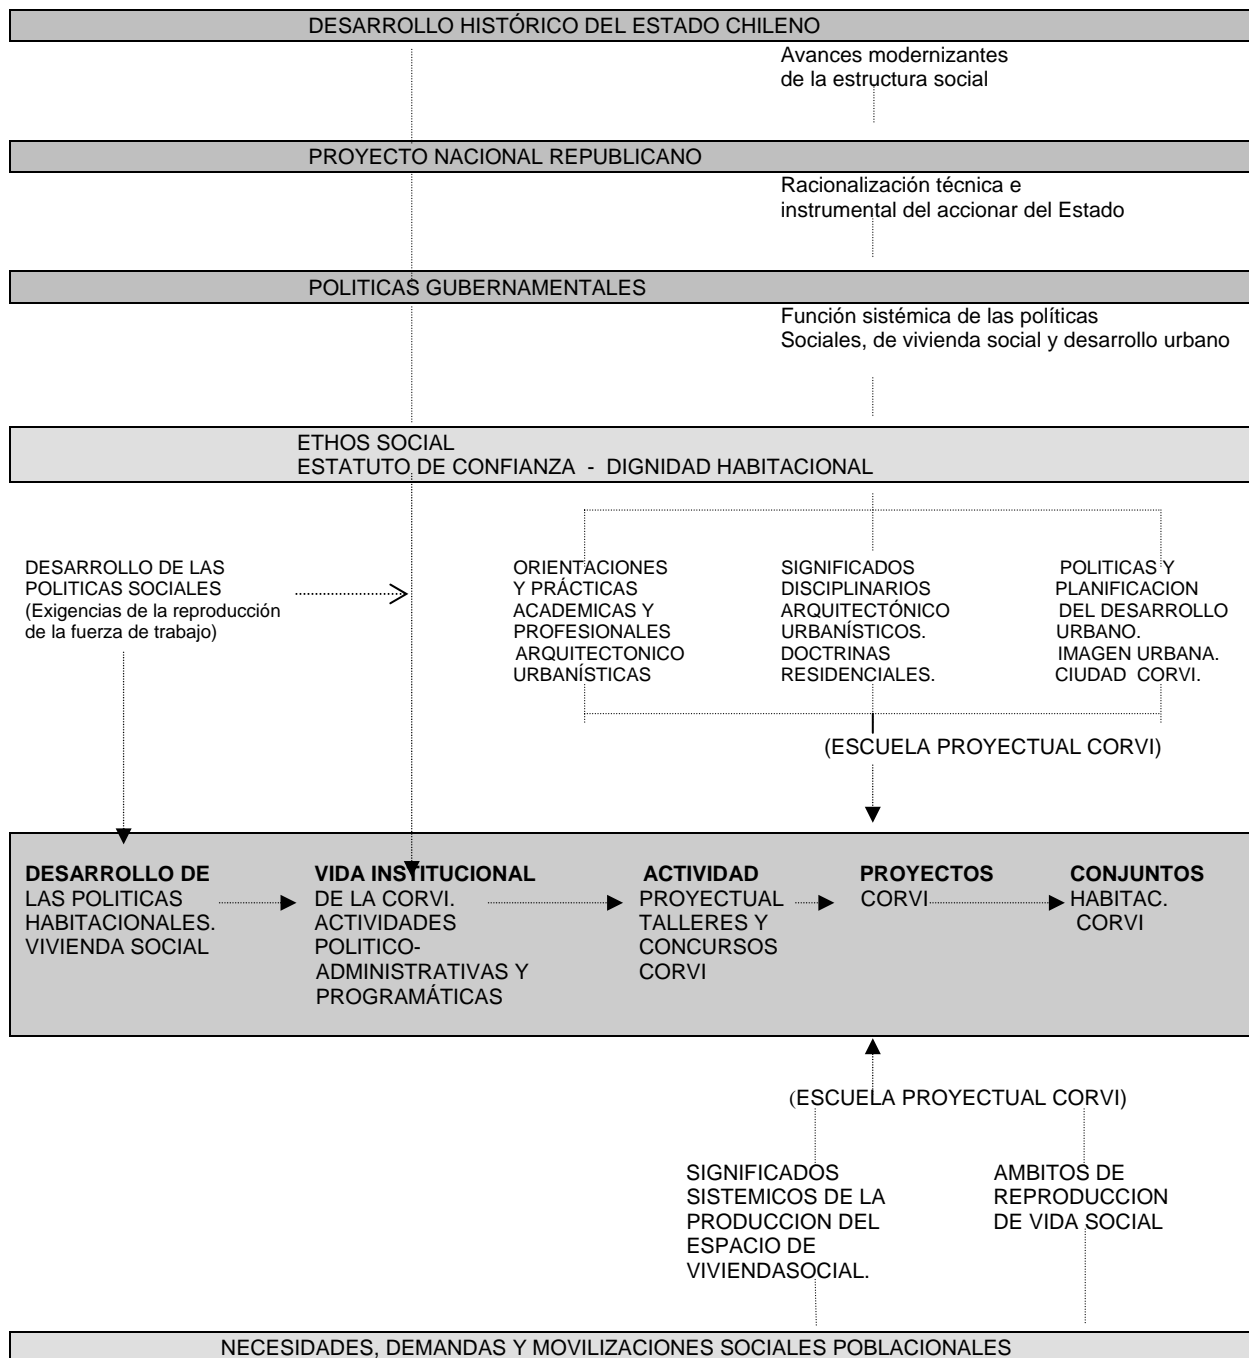 DESARROLLO HISTÓRICO DEL ESTADO CHILENO
Avances modernizantes
de la estructura social
PROYECTO NACIONAL REPUBLICANO
Racionalización técnica e
instrumental del accionar del Estado
POLITICAS GUBERNAMENTALES
Función sistémica de las políticas
Sociales, de vivienda social y desarrollo urbano
ETHOS SOCIAL
ESTATUTO DE CONFIANZA - DIGNIDAD HABITACIONAL
DESARROLLO DE LAS
POLITICAS SOCIALES
(Exigencias de la reproducción
de la fuerza de trabajo)
ORIENTACIONES
Y PRÁCTICAS
ACADEMICAS Y
PROFESIONALES
ARQUITECTONICO
URBANÍSTICAS
SIGNIFICADOS
DISCIPLINARIOS
ARQUITECTÓNICO
URBANÍSTICOS.
DOCTRINAS
RESIDENCIALES.
POLITICAS Y
PLANIFICACION
DEL DESARROLLO
URBANO.
IMAGEN URBANA.
CIUDAD CORVI.
(ESCUELA PROYECTUAL CORVI)
DESARROLLO DE
LAS POLITICAS
HABITACIONALES.
VIVIENDA SOCIAL
VIDA INSTITUCIONAL
DE LA CORVI.
ACTIVIDADES
POLITICO-
ADMINISTRATIVAS Y
PROGRAMÁTICAS
ACTIVIDAD
PROYECTUAL
TALLERES Y
CONCURSOS
CORVI
PROYECTOS
CORVI
CONJUNTOS
HABITAC.
CORVI
(ESCUELA PROYECTUAL CORVI)
SIGNIFICADOS
SISTEMICOS DE LA
PRODUCCION DEL
ESPACIO DE
VIVIENDASOCIAL.
AMBITOS DE
REPRODUCCION
DE VIDA SOCIAL
NECESIDADES, DEMANDAS Y MOVILIZACIONES SOCIALES POBLACIONALES